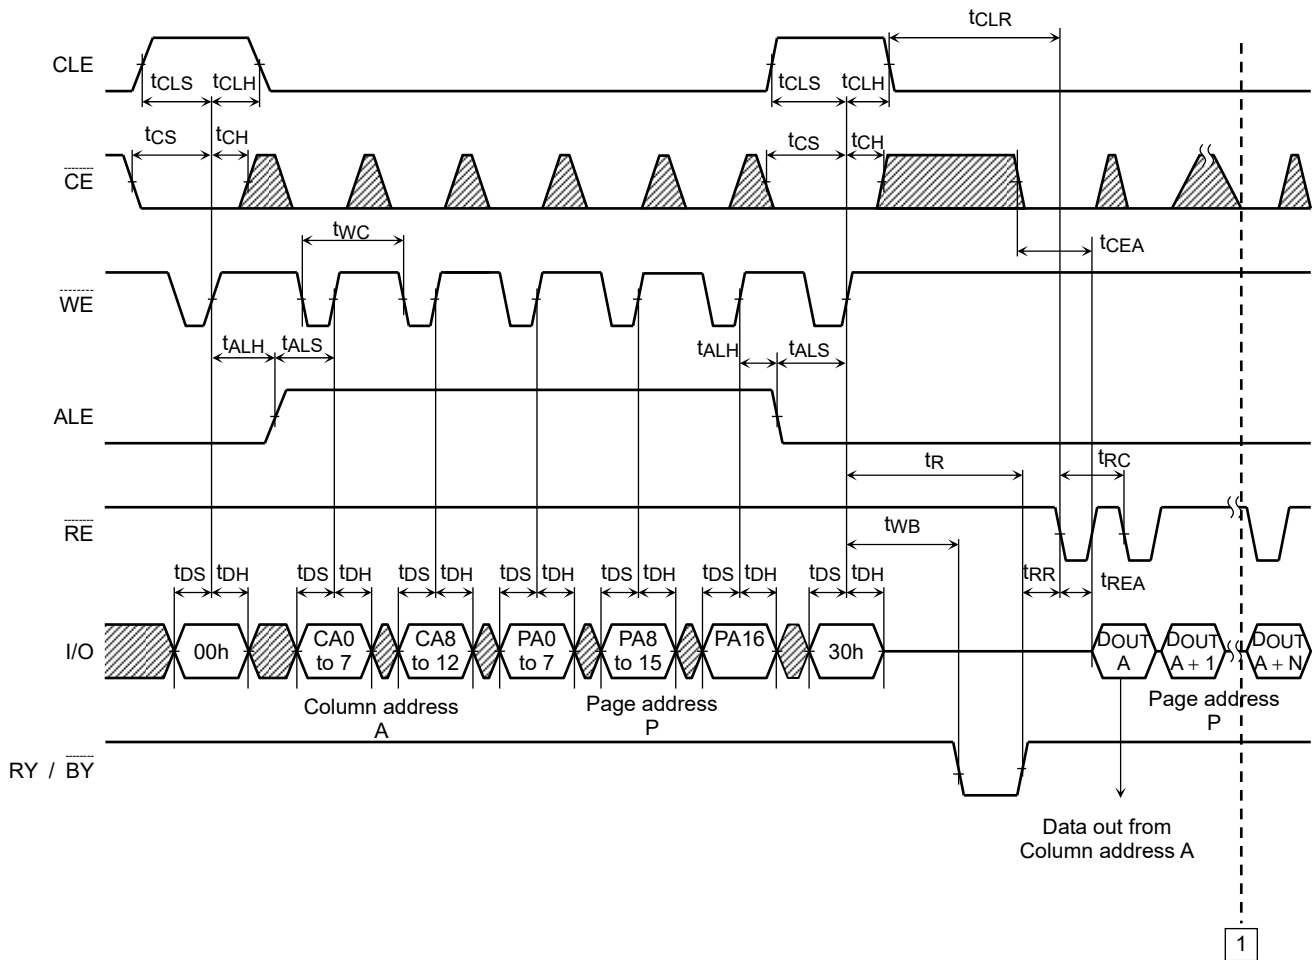 tCLR
CLE
tCLS tCLH tCLS tCLH
tCS tCH tCS tCH
CE
tWC
tCEA
WE
tALH tALS tALH tALS
ALE
tR tRC
RE
tWB
tDS tDH tDS tDH tDS tDH tDS tDH tDS tDH tDS tDH tDS tDH tRR tREA
I/O 00h CA0 to 7 CA8 to 12 PA0 to 7 PA8 to 15 PA16 30h DOUT A DOUT A + 1 DOUT A + N
Column address Page address Page address
A P P
RY / BY
Data out from
Column address A
1